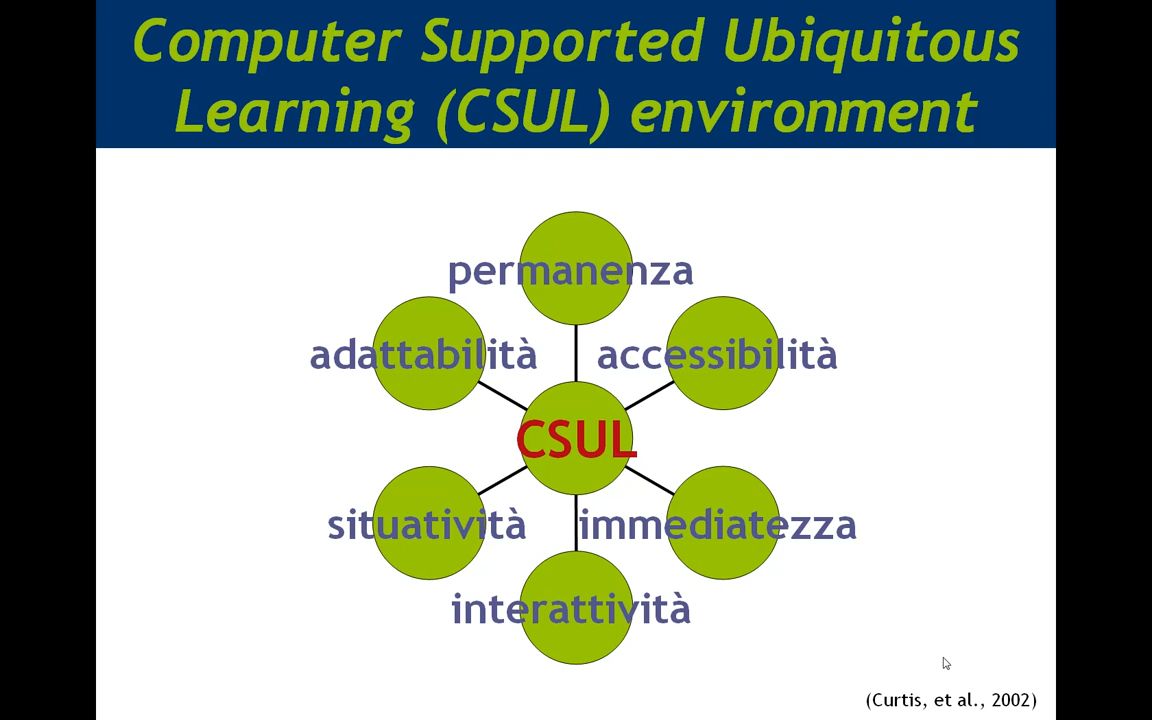 Computer Supported Ubiquitous
Learning (CSUL) environment
permanenza
adattabilità
accessibilità
CSUL
situatività
immediatezza
interattività
(Curtis, et al., 2002)